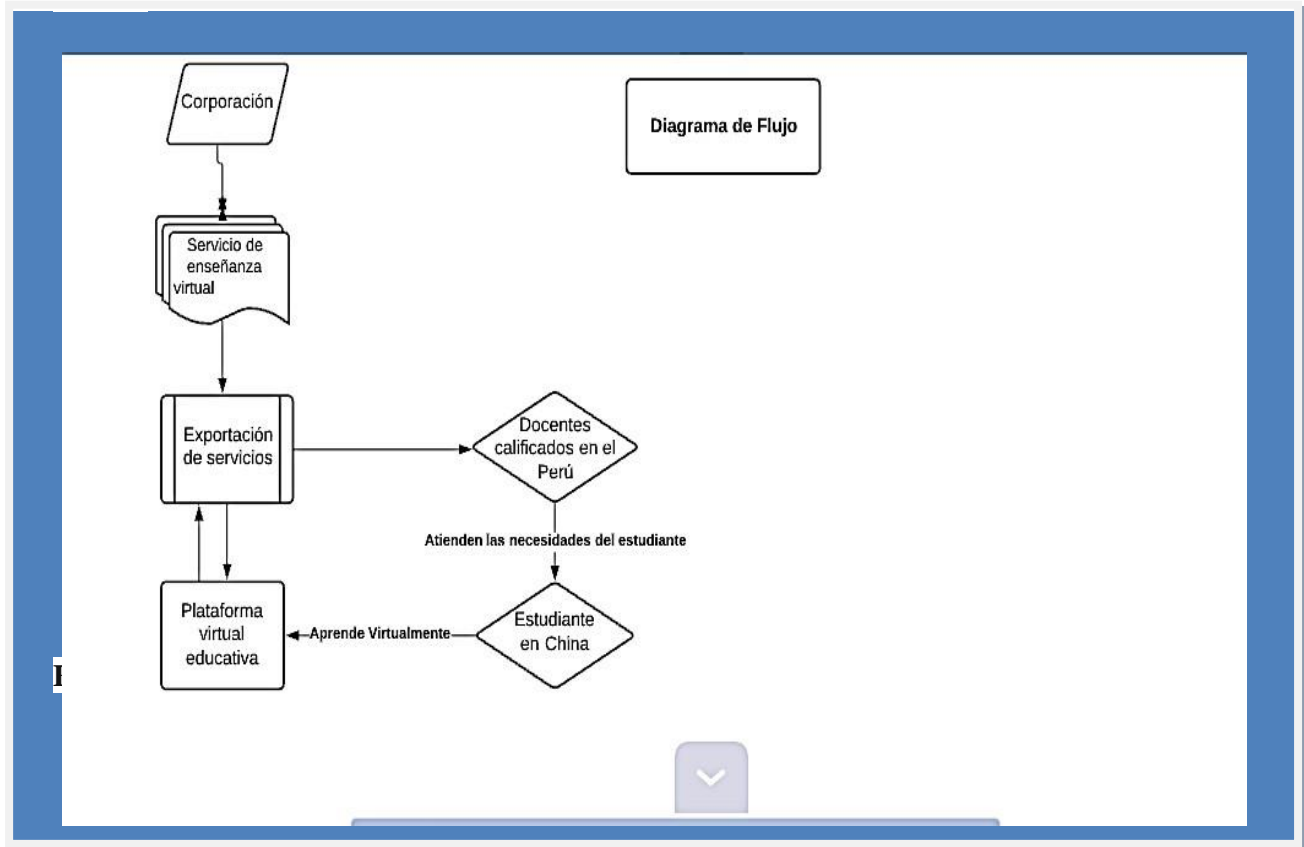 Corporación
Diagrama de Flujo
Servicio de
enseñanza
virtual
Exportación
de servicios
Docentes
calificados en el
Perú
Atienden las necesidades del estudiante
Plataforma
virtual
educativa
Aprende Virtualmente
Estudiante
en China